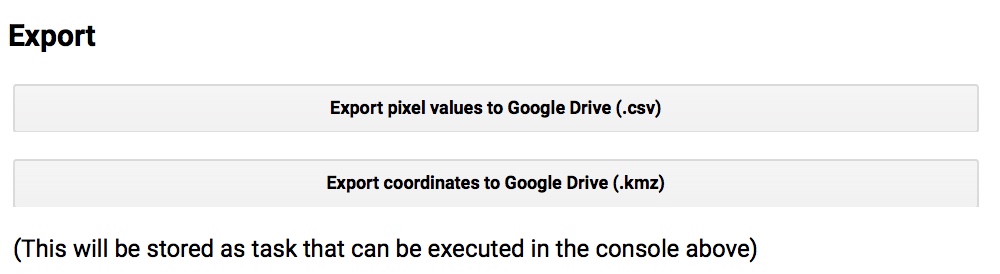 Export
Export pixel values to Google Drive (.csv)
Export coordinates to Google Drive (.kmz)
(This will be stored as task that can be executed in the console above)